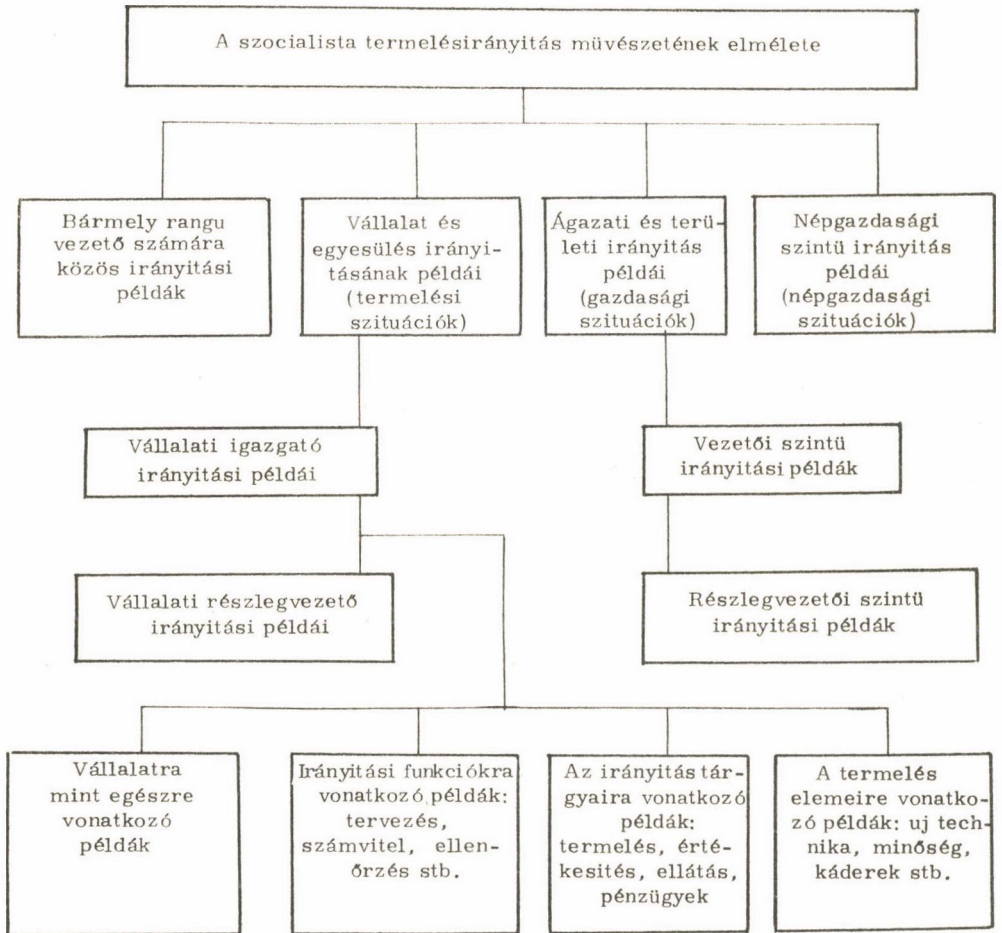 A szocialista termelésirányitás müvészetének elmélete
Bármely rangu
vezető számára
közös irányitási
példák
Vállalat és
egyesülés irányi-
tásának példái
(termelési
szituációk)
Ágazati és terü-
leti irányitás
példái
(gazdasági
szituációk)
Népgazdasági
szintü irányitás
példái
(népgazdasági
szituációk)
Vállalati igazgató
irányitási példái
Vezetői szintü
irányitási példák
Vállalati részlegvezető
irányitási példái
Részlegvezetői szintü
irányitási példák
Vállalatra
mint egészre
vonatkozó
példák
Irányitási funkciókra
vonatkozó példák:
tervezés,
számvitel, ellen-
őrzés stb.
Az irányitás tár-
gyaira vonatkozó
példák:
termelés, érté-
kesités, ellátás,
pénzügyek
A termelés
elemeire vonatko-
zó példák: uj tech-
nika, minőség,
káderek stb.